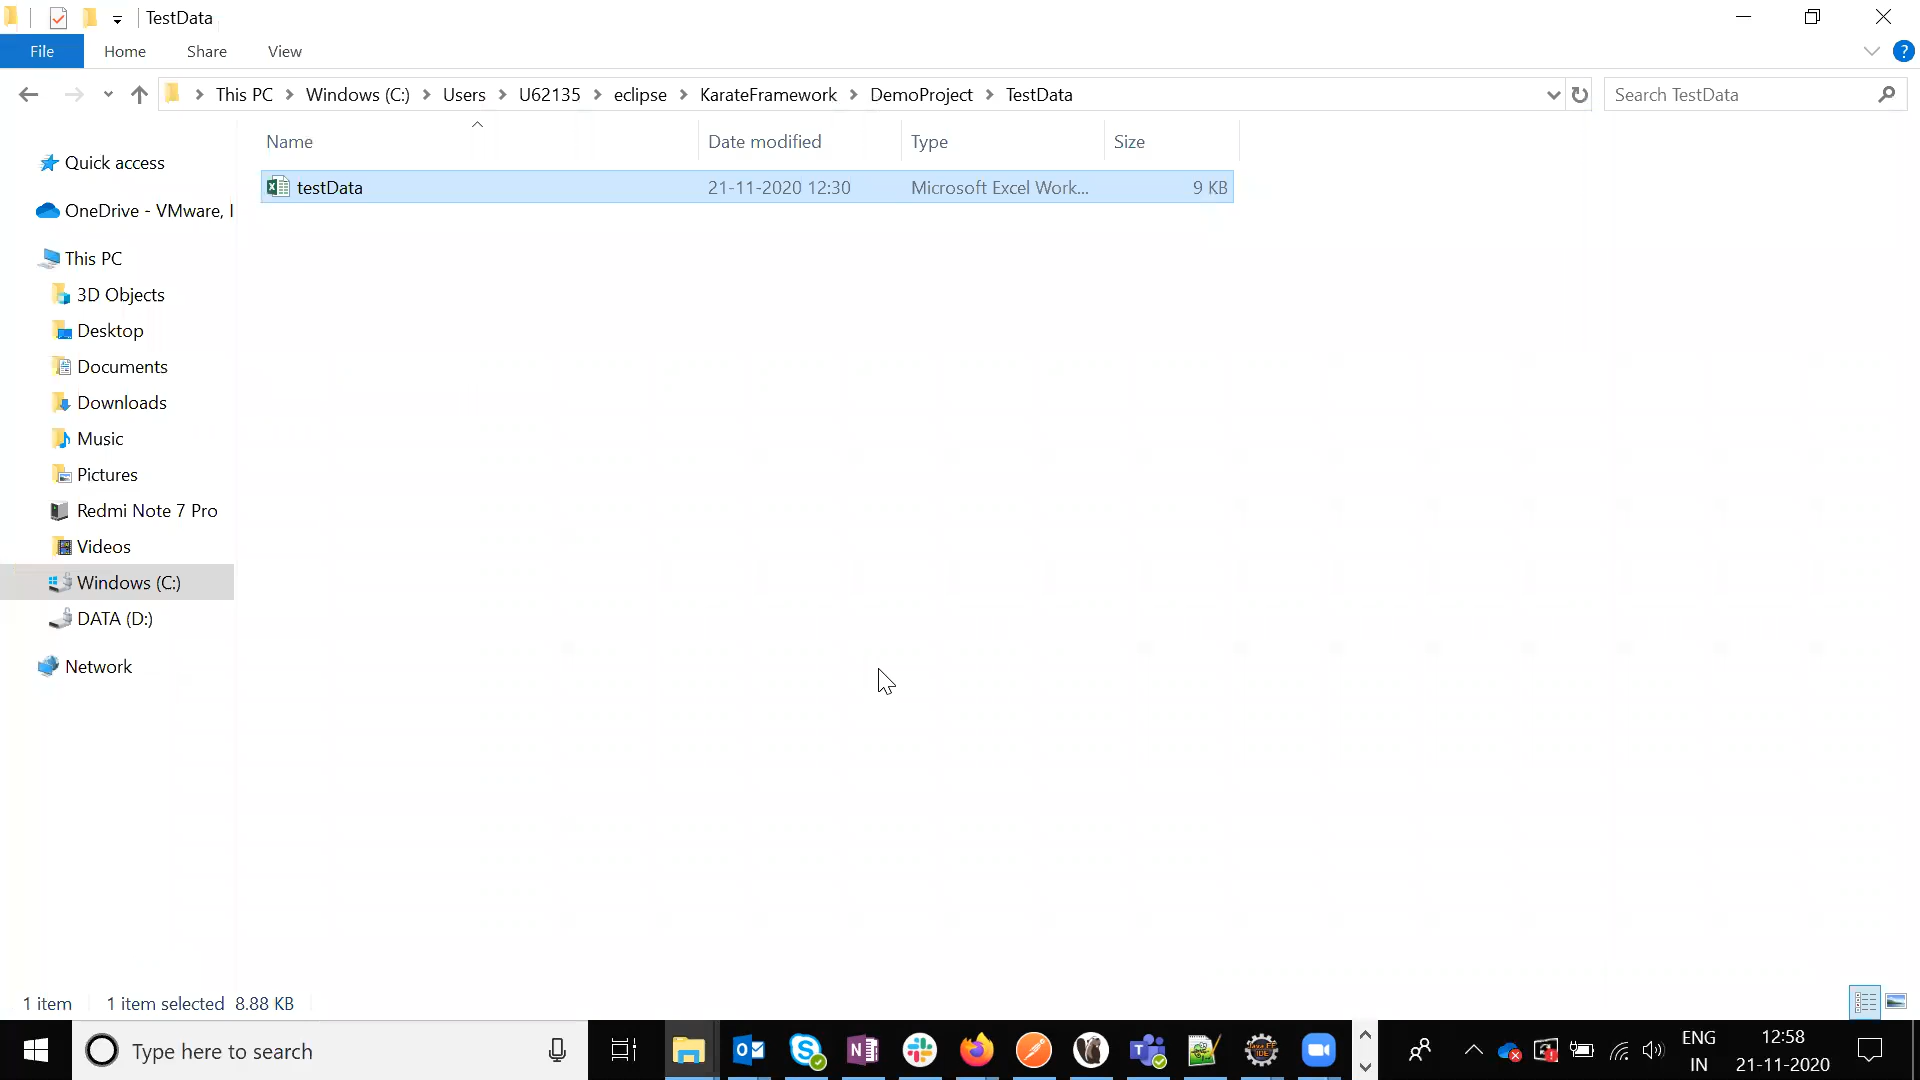 TestData
File Home Share View
This PC Windows (C:) Users U62135 eclipse KarateFramework DemoProject TestData
Search TestData
Name Date modified Type Size
testData 21-11-2020 12:30 Microsoft Excel Work... 9 KB
Quick access
OneDrive - VMware, I
This PC
3D Objects
Desktop
Documents
Downloads
Music
Pictures
Redmi Note 7 Pro
Videos
Windows (C:)
DATA (D:)
Network
1 item 1 item selected 8.88 KB
Type here to search
ENG
IN
12:58
21-11-2020